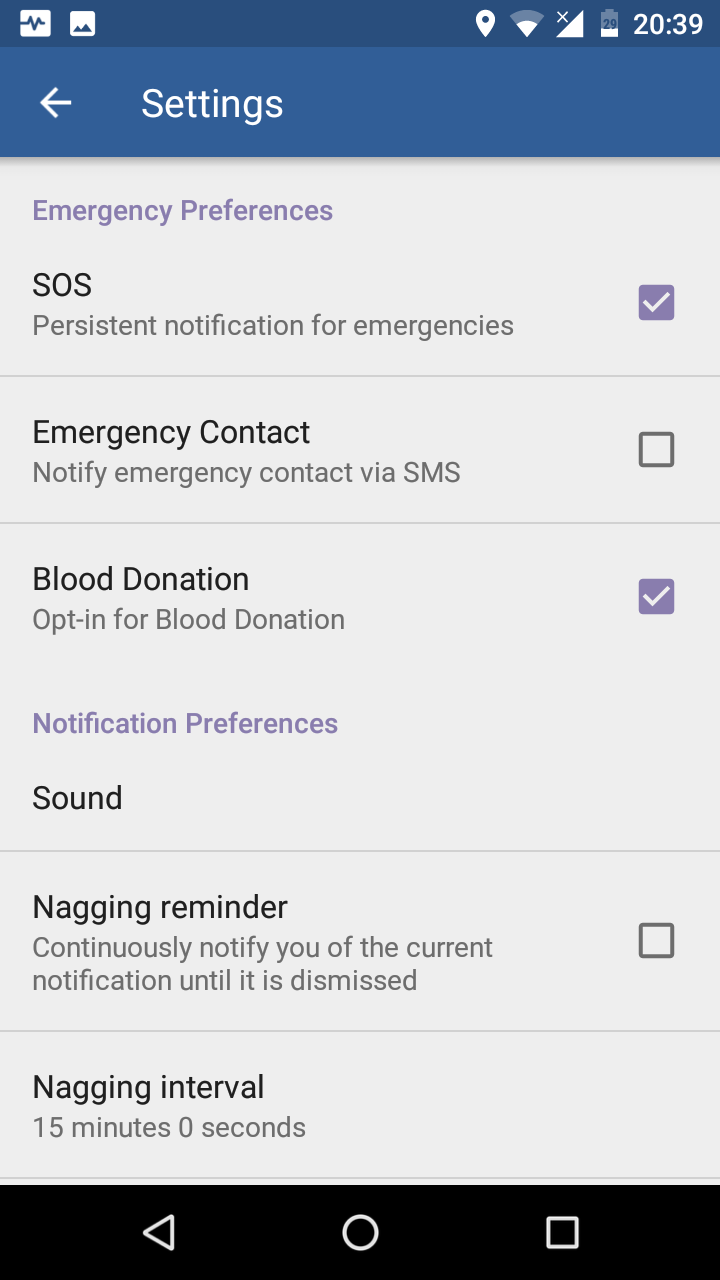 29 20:39
Settings
Emergency Preferences
SOS
Persistent notification for emergencies
Emergency Contact
Notify emergency contact via SMS
Blood Donation
Opt-in for Blood Donation
Notification Preferences
Sound
Nagging reminder
Continuously notify you of the current
notification until it is dismissed
Nagging interval
15 minutes 0 seconds